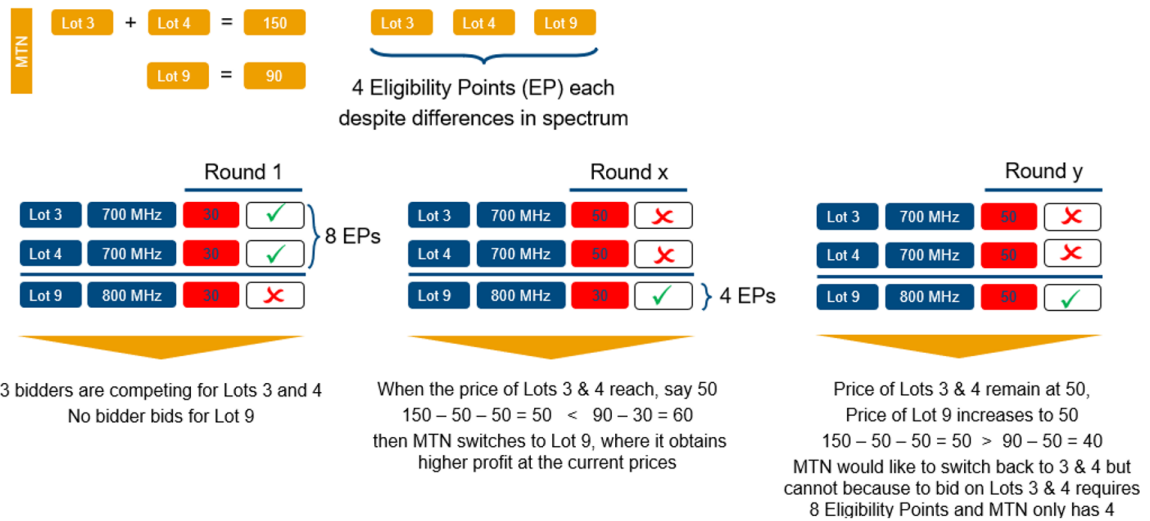 MTN
Lot 3 + Lot 4 = 150
Lot 9 = 90
Lot 3 Lot 4 Lot 9
4 Eligibility Points (EP) each
despite differences in spectrum
Round 1
Lot 3 700 MHz 30
Lot 4 700 MHz 30
8 EPs
Lot 9 800 MHz 30
3 bidders are competing for Lots 3 and 4
No bidder bids for Lot 9
Round x
Lot 3 700 MHz 50
Lot 4 700 MHz 50
Lot 9 800 MHz 30
4 EPs
When the price of Lots 3 & 4 reach, say 50
150 – 50 – 50 = 50 < 90 – 30 = 60
then MTN switches to Lot 9, where it obtains
higher profit at the current prices
Round y
Lot 3 700 MHz 50
Lot 4 700 MHz 50
Lot 9 800 MHz 50
Price of Lots 3 & 4 remain at 50,
Price of Lot 9 increases to 50
150 – 50 – 50 = 50 > 90 – 50 = 40
MTN would like to switch back to 3 & 4 but
cannot because to bid on Lots 3 & 4 requires
8 Eligibility Points and MTN only has 4